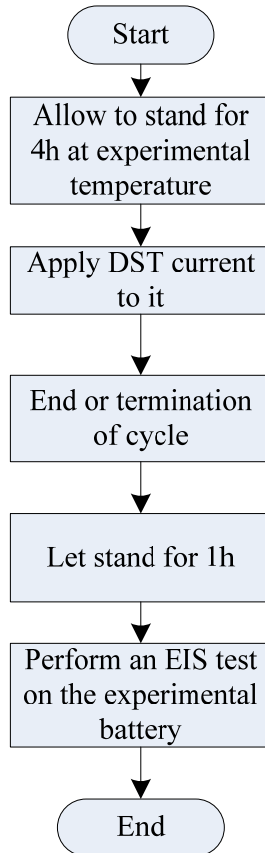 Start
Allow to stand for
4h at experimental
temperature
Apply DST current
to it
End or termination
of cycle
Let stand for 1h
Perform an EIS test
on the experimental
battery
End